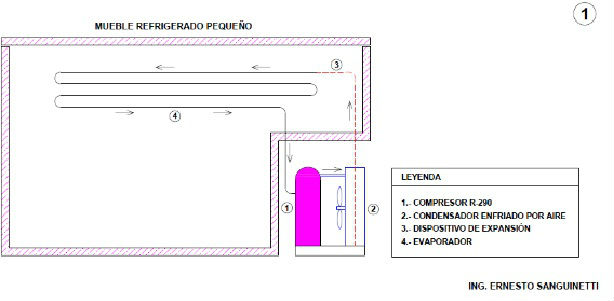 1
MUEBLE REFRIGERADO PEQUEÑO
3
4
1
2
LEYENDA
1.- COMPRESOR R-290
2.- CONDENSADOR ENFRIADO POR AIRE
3.- DISPOSITIVO DE EXPANSIÓN
4.- EVAPORADOR
ING. ERNESTO SANGUINETTI